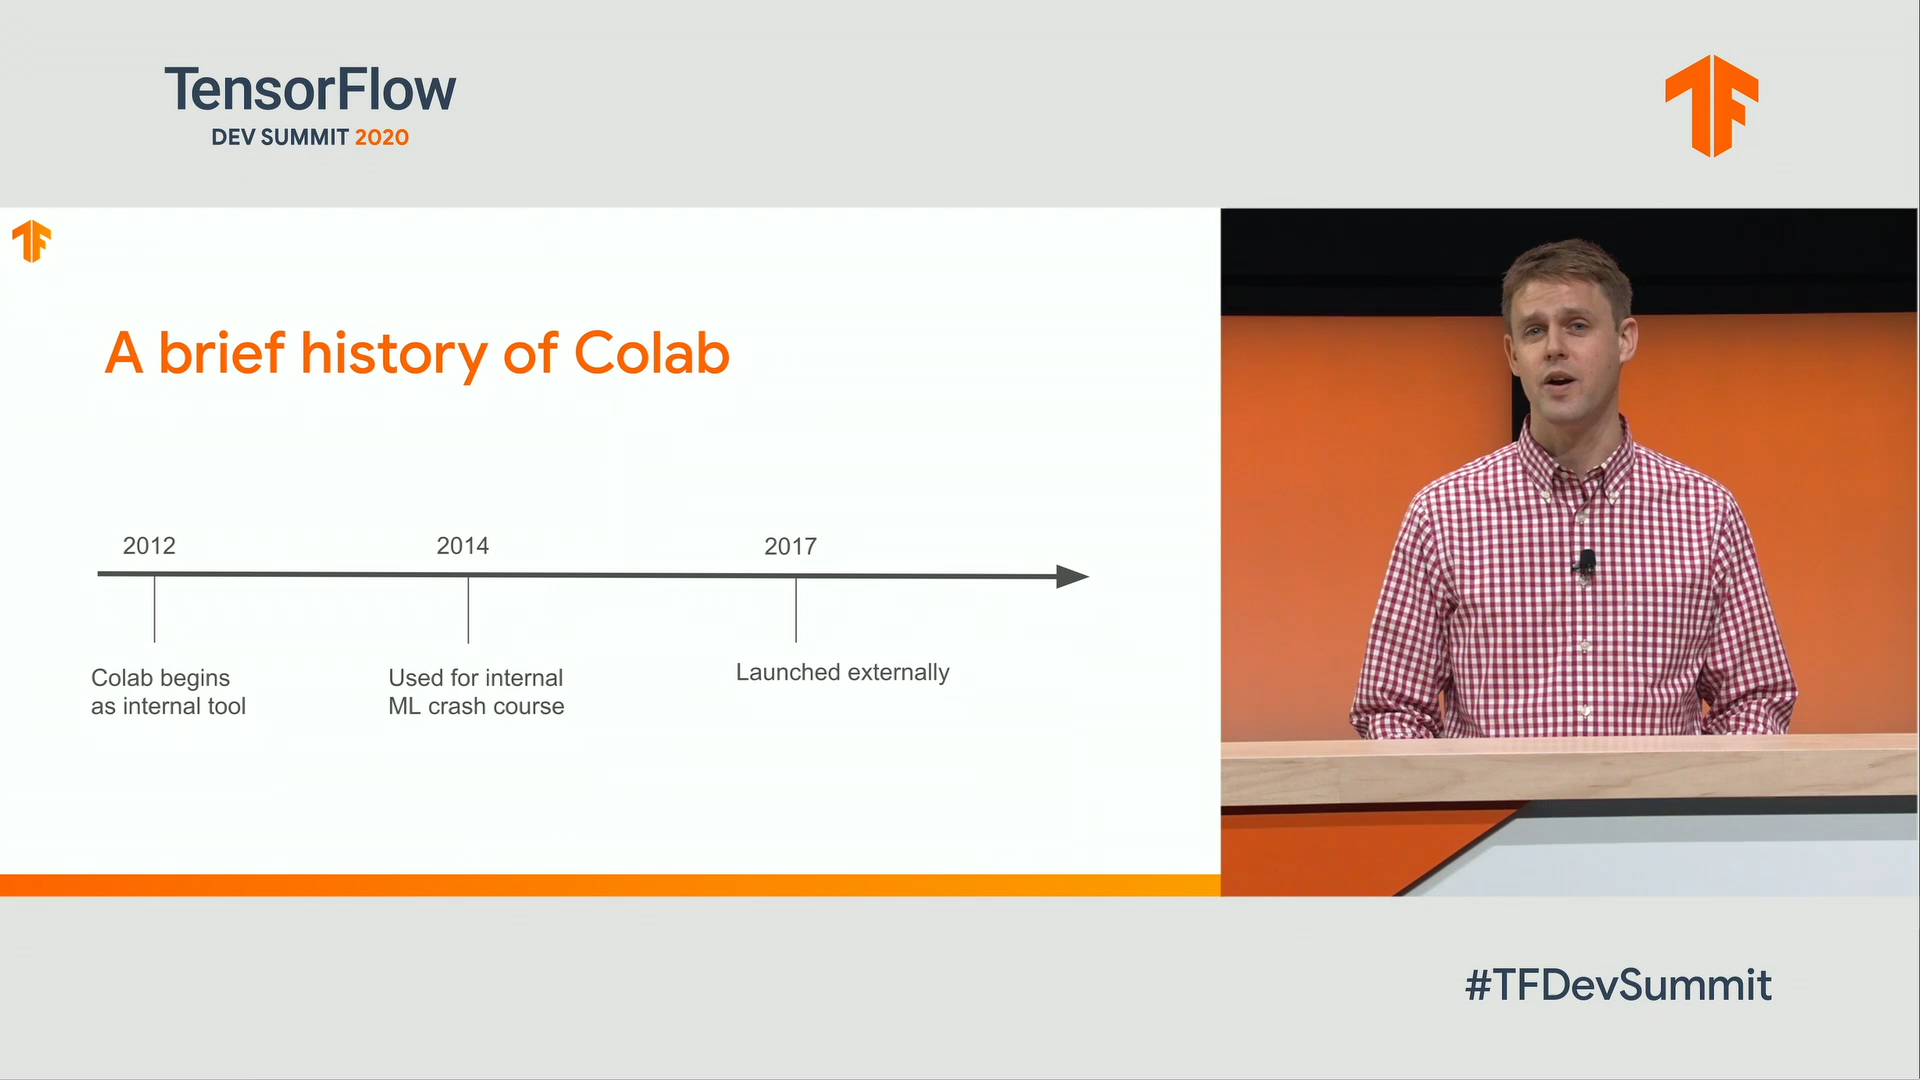 TensorFlow
DEV SUMMIT 2020
A brief history of Colab
2012
2014
2017
Colab begins
as internal tool
Used for internal
ML crash course
Launched externally
#TFDevSummit